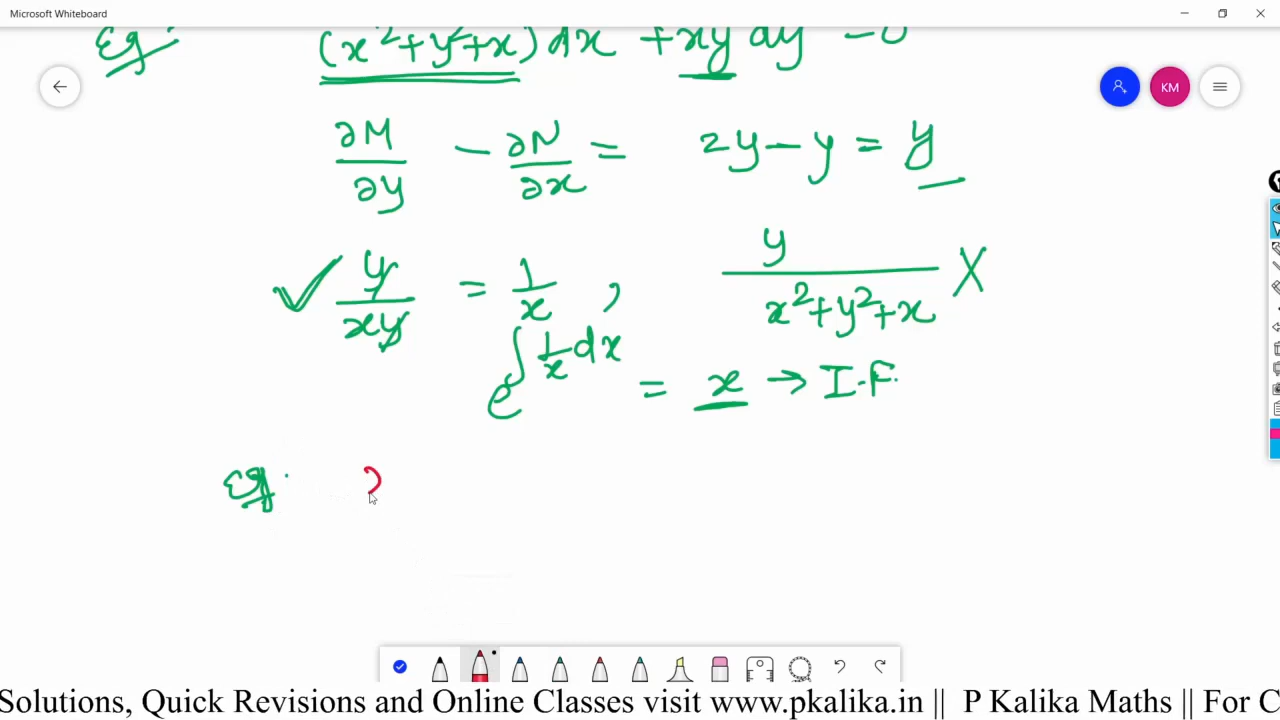 Microsoft Whiteboard
Eg: (x²+y²+x)dx + xy dy = 0
KM
∂M/∂y - ∂N/∂x = 2y - y = y
✓ y/xy = 1/x , y/(x²+y²+x) X
e^∫1/x dx = x → I.F.
Eg.
Solutions, Quick Revisions and Online Classes visit www.pkalika.in || P Kalika Maths || For C